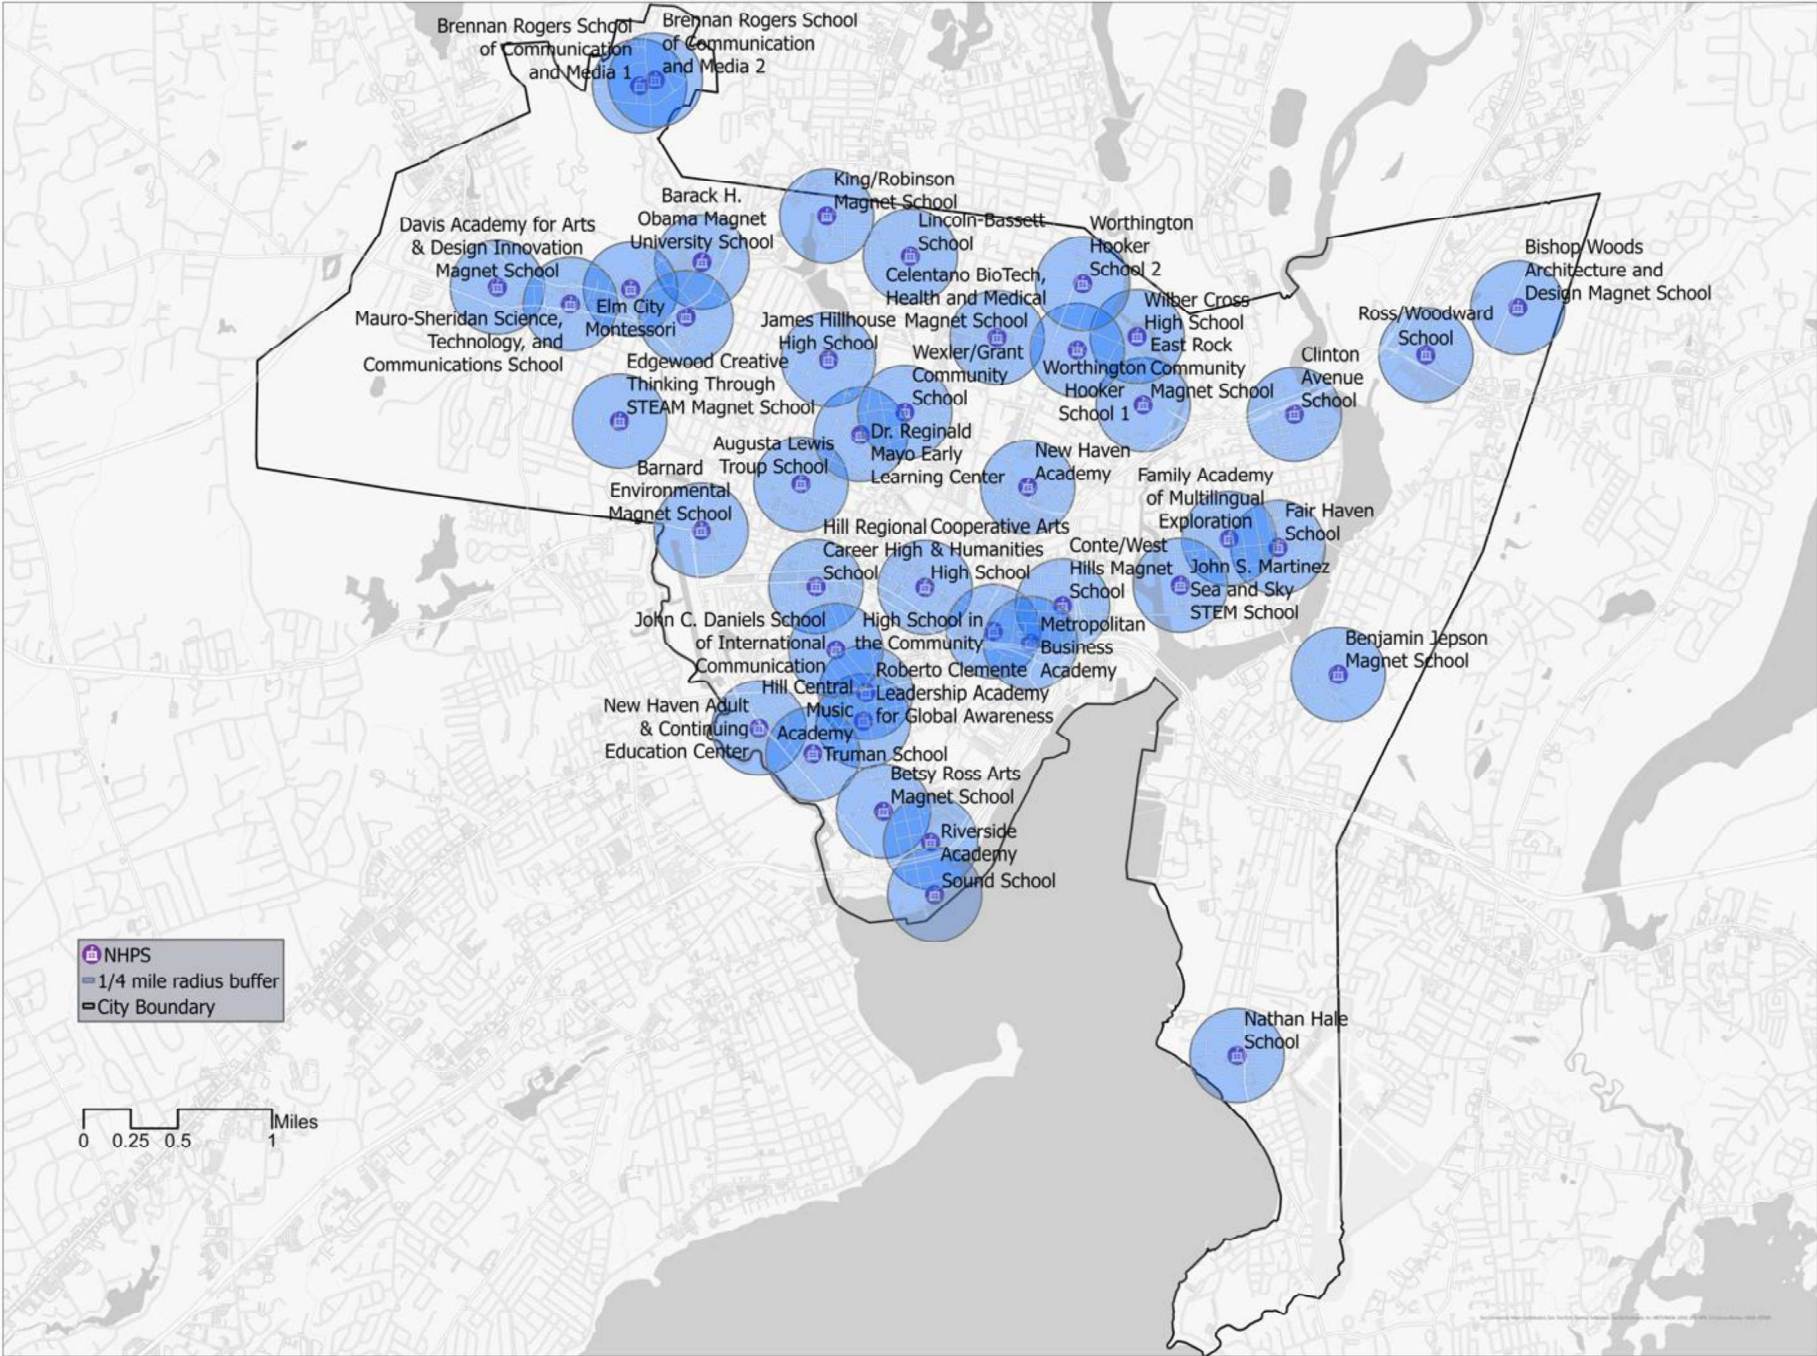 Brennan Rogers School
of Communication
and Media 1
Brennan Rogers School
of Communication
and Media 2
King/Robinson
Magnet School
Barack H.
Obama Magnet
University School
Davis Academy for Arts
& Design Innovation
Magnet School
Lincoln-Bassett
School
Worthington
Hooker
School 2
Bishop Woods
Architecture and
Design Magnet School
Celentano BioTech,
Health and Medical
Magnet School
Elm City
Montessori
Mauro-Sheridan Science,
Technology, and
Communications School
James Hillhouse
High School
Wilber Cross
High School
East Rock
Community
Magnet School
Ross/Woodward
School
Edgewood Creative
Thinking Through
STEAM Magnet School
Wexler/Grant
Community
School
Worthington
Hooker
School 1
Clinton
Avenue
School
Augusta Lewis
Troup School
Dr. Reginald
Mayo Early
Learning Center
New Haven
Academy
Barnard
Environmental
Magnet School
Family Academy
of Multilingual
Exploration
Fair Haven
School
Hill Regional
Career High
School
Cooperative Arts
& Humanities
High School
Conte/West
Hills Magnet
School
John S. Martinez
Sea and Sky
STEM School
John C. Daniels School
of International
Communication
High School in
the Community
Metropolitan
Business
Academy
Benjamin Jepson
Magnet School
Roberto Clemente
Leadership Academy
for Global Awareness
Hill Central
Music
Academy
New Haven Adult
& Continuing
Education Center
Truman School
Betsy Ross Arts
Magnet School
Riverside
Academy
Sound School
Nathan Hale
School
NHPS
1/4 mile radius buffer
City Boundary
Miles
0 0.25 0.5 1